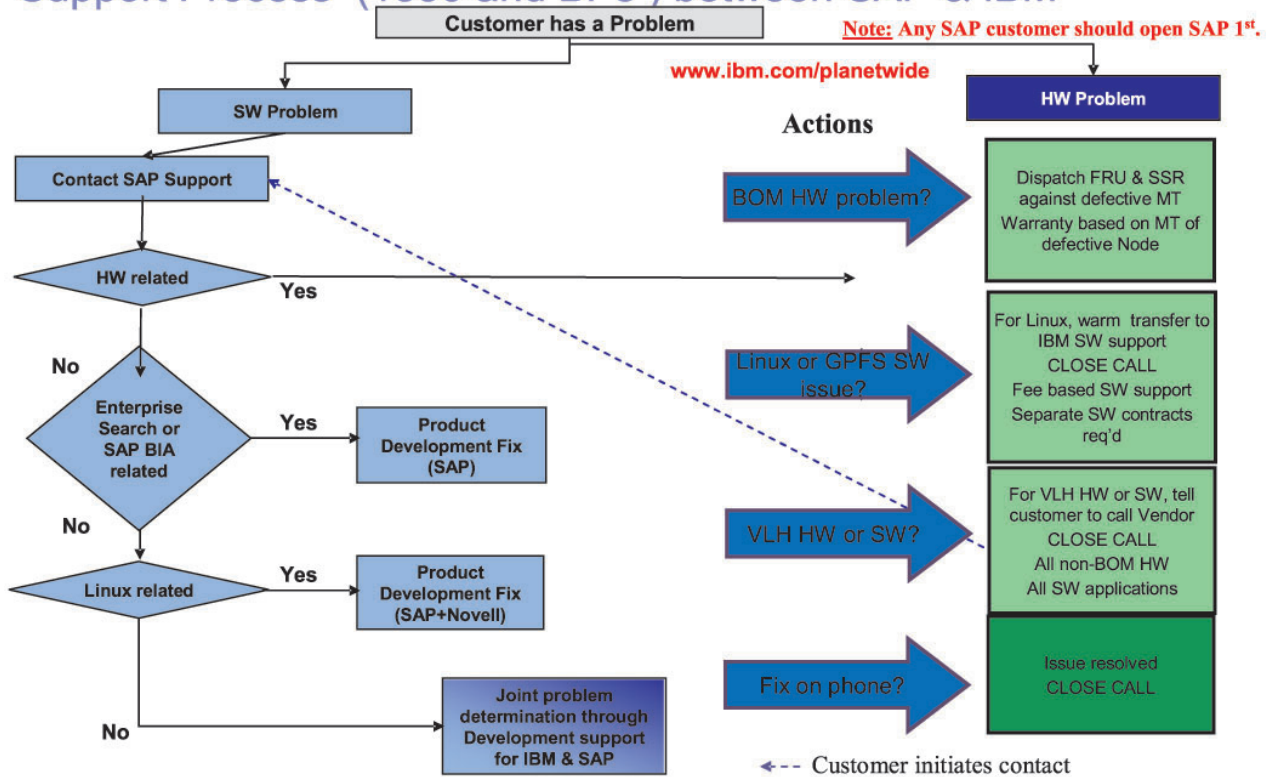 Customer has a Problem
Note: Any SAP customer should open SAP 1st.
www.ibm.com/planetwide
SW Problem
HW Problem
Actions
Contact SAP Support
BOM HW problem?
Dispatch FRU & SSR
against defective MT
Warranty based on MT of
defective Node
HW related
Yes
No
Linux or GPFS SW
issue?
For Linux, warm transfer to
IBM SW support
CLOSE CALL
Fee based SW support
Separate SW contracts
req'd
Enterprise
Search or
SAP BIA
related
Yes
Product
Development Fix
(SAP)
No
VLH HW or SW?
For VLH HW or SW, tell
customer to call Vendor
CLOSE CALL
All non-BOM HW
All SW applications
Linux related
Yes
Product
Development Fix
(SAP+Novell)
Fix on phone?
Issue resolved
CLOSE CALL
No
Joint problem
determination through
Development support
for IBM & SAP
Customer initiates contact